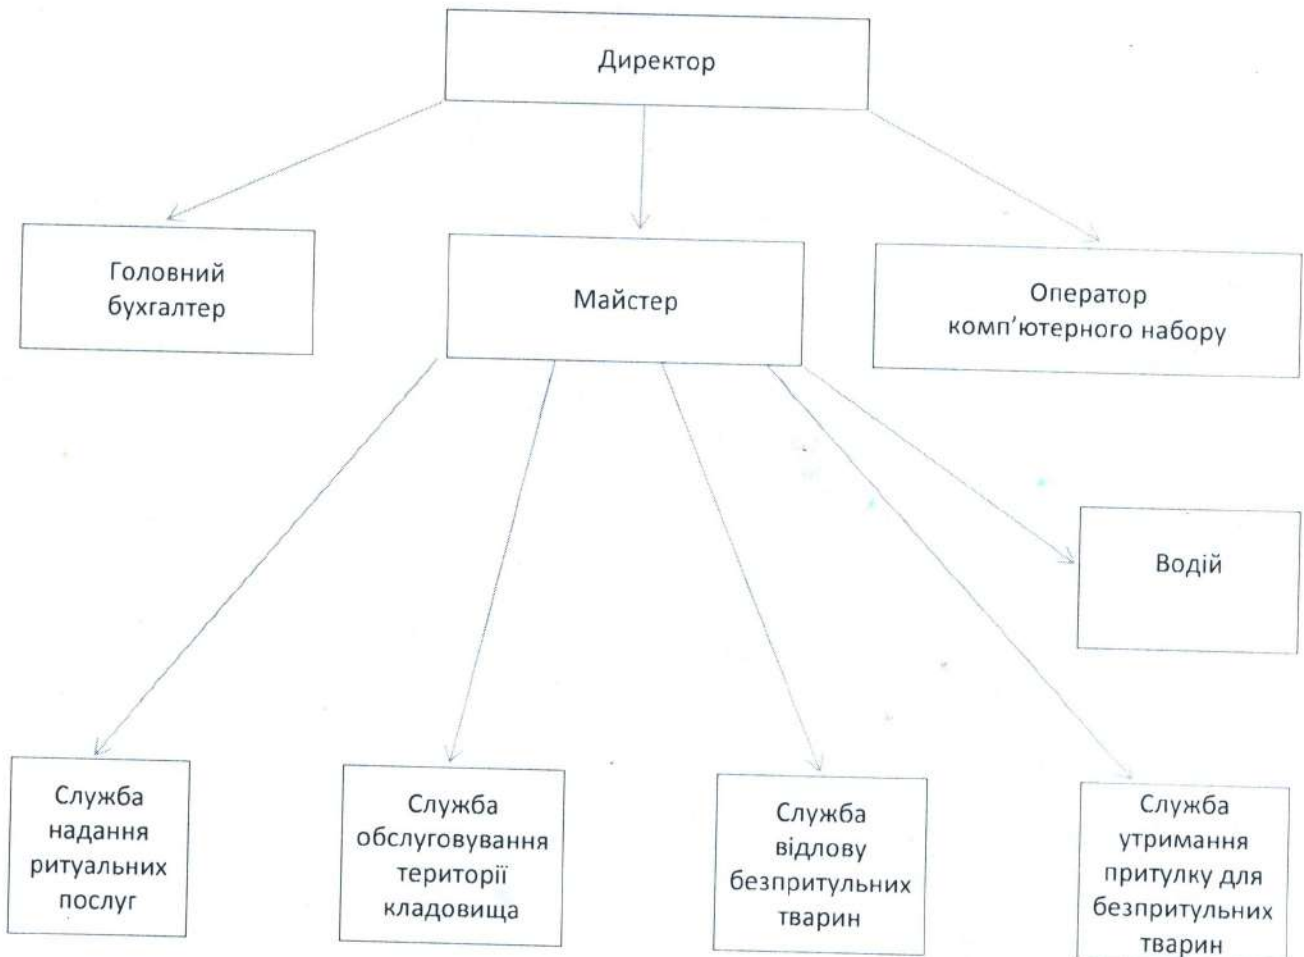 Директор
Головний
бухгалтер
Майстер
Оператор
комп’ютерного набору
Водій
Служба
надання
ритуальних
послуг
Служба
обслуговування
території
кладовища
Служба
відлову
безпритульних
тварин
Служба
утримання
притулку для
безпритульних
тварин